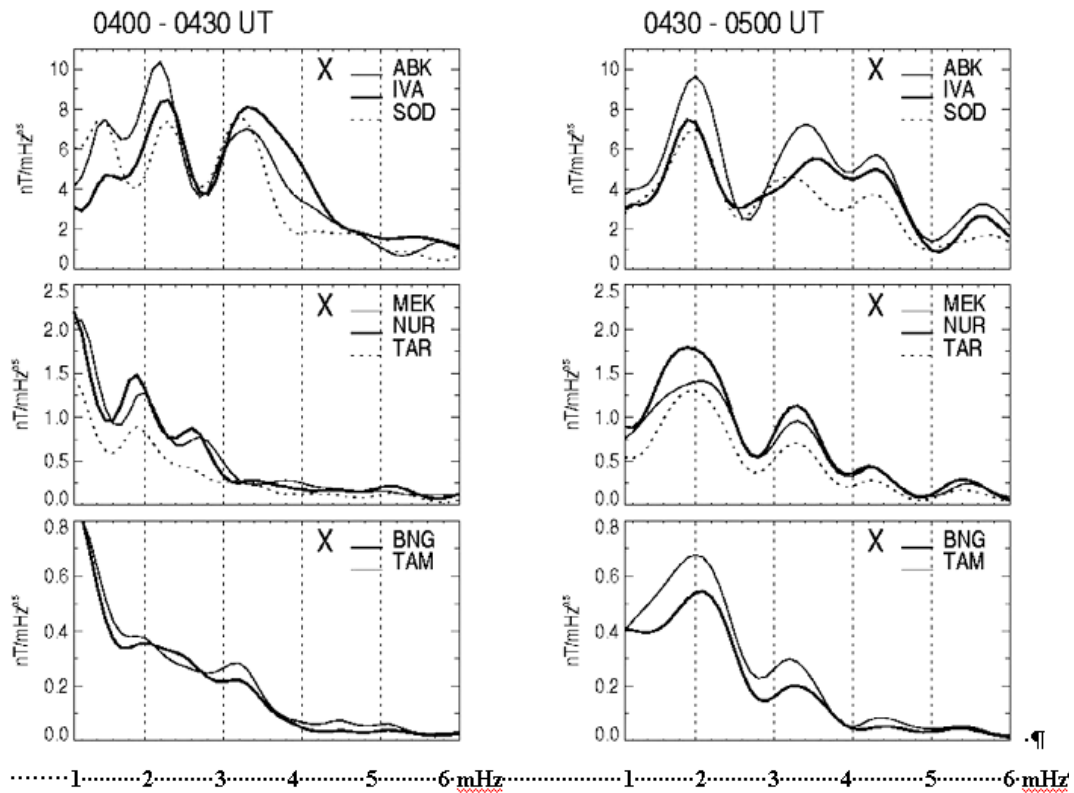 0400 - 0430 UT
10
8
6
4
2
0
nT/mHz^0.5
X
ABK
IVA
SOD
2.5
2.0
1.5
1.0
0.5
0.0
nT/mHz^0.5
X
MEK
NUR
TAR
0.8
0.6
0.4
0.2
0.0
nT/mHz^0.5
X
BNG
TAM
0430 - 0500 UT
10
8
6
4
2
0
nT/mHz^0.5
X
ABK
IVA
SOD
2.5
2.0
1.5
1.0
0.5
0.0
nT/mHz^0.5
X
MEK
NUR
TAR
0.8
0.6
0.4
0.2
0.0
nT/mHz^0.5
X
BNG
TAM
·¶
·······1·········2·········3·········4·········5·······6·mHz···············1·········2·········3·········4·········5·········6·mHz